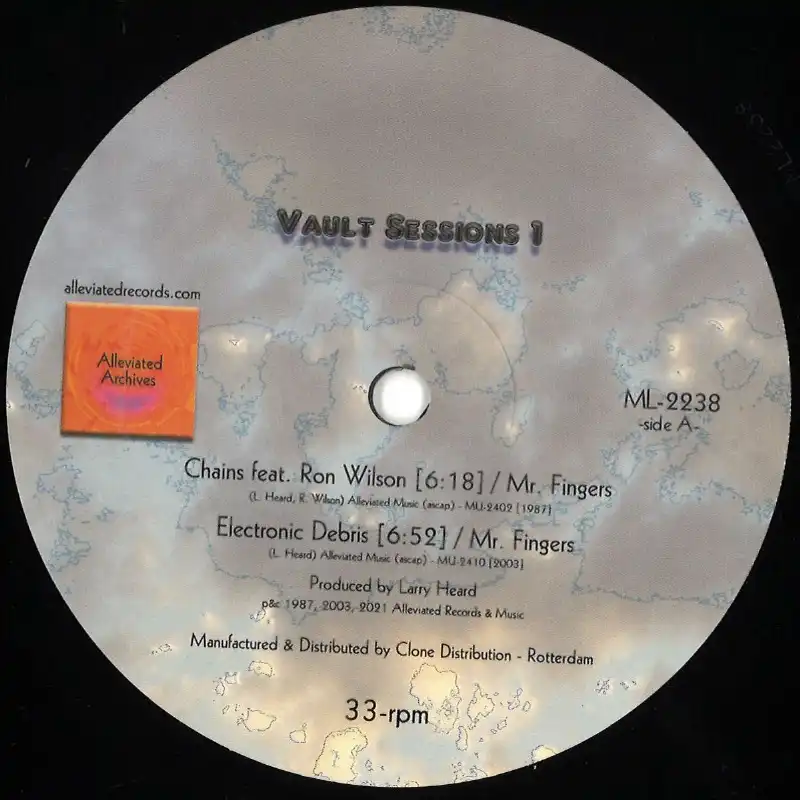 Vault Sessions 1
alleviatedrecords.com
Alleviated
Archives
ML-2238
-side A-
Chains feat. Ron Wilson [6:18] / Mr. Fingers
(L. Heard, R. Wilson) Alleviated Music (ascap) - MU-2402 [1987]
Electronic Debris [6:52] / Mr. Fingers
(L. Heard) Alleviated Music (ascap) - MU-2410 [2003]
Produced by Larry Heard
p&c 1987, 2003, 2021 Alleviated Records & Music
Manufactured & Distributed by Clone Distribution - Rotterdam
33-rpm